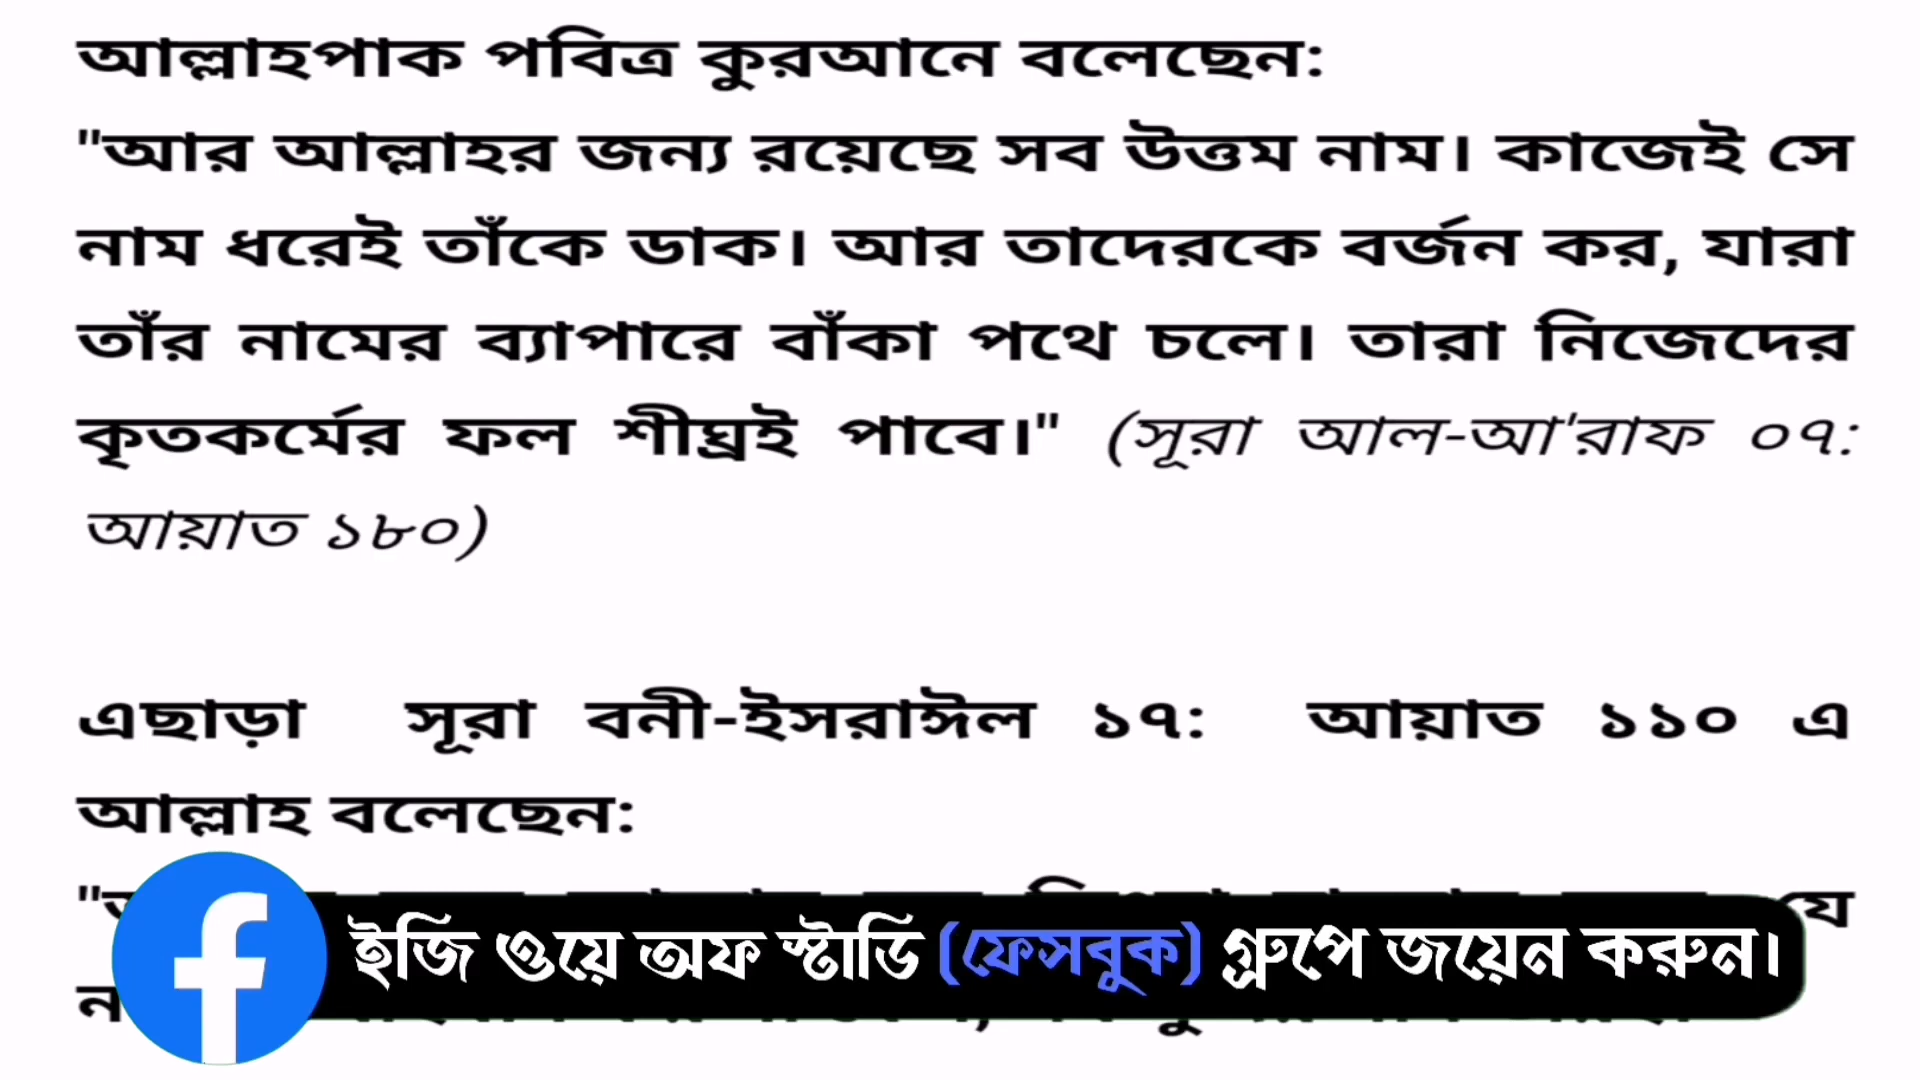 আল্লাহপাক পবিত্র কুরআনে বলেছেন:
"আর আল্লাহর জন্য রয়েছে সব উত্তম নাম। কাজেই সে
নাম ধরেই তাঁকে ডাক। আর তাদেরকে বর্জন কর, যারা
তাঁর নামের ব্যাপারে বাঁকা পথে চলে। তারা নিজেদের
কৃতকর্মের ফল শীঘ্রই পাবে।" (সূরা আল-আ'রাফ ০৭:
আয়াত ১৮০)
এছাড়া সূরা বনী-ইসরাঈল ১৭: আয়াত ১১০ এ
আল্লাহ বলেছেন:
যে
ইজি ওয়ে অফ স্টাডি (ফেসবুক) গ্রুপে জয়েন করুন।